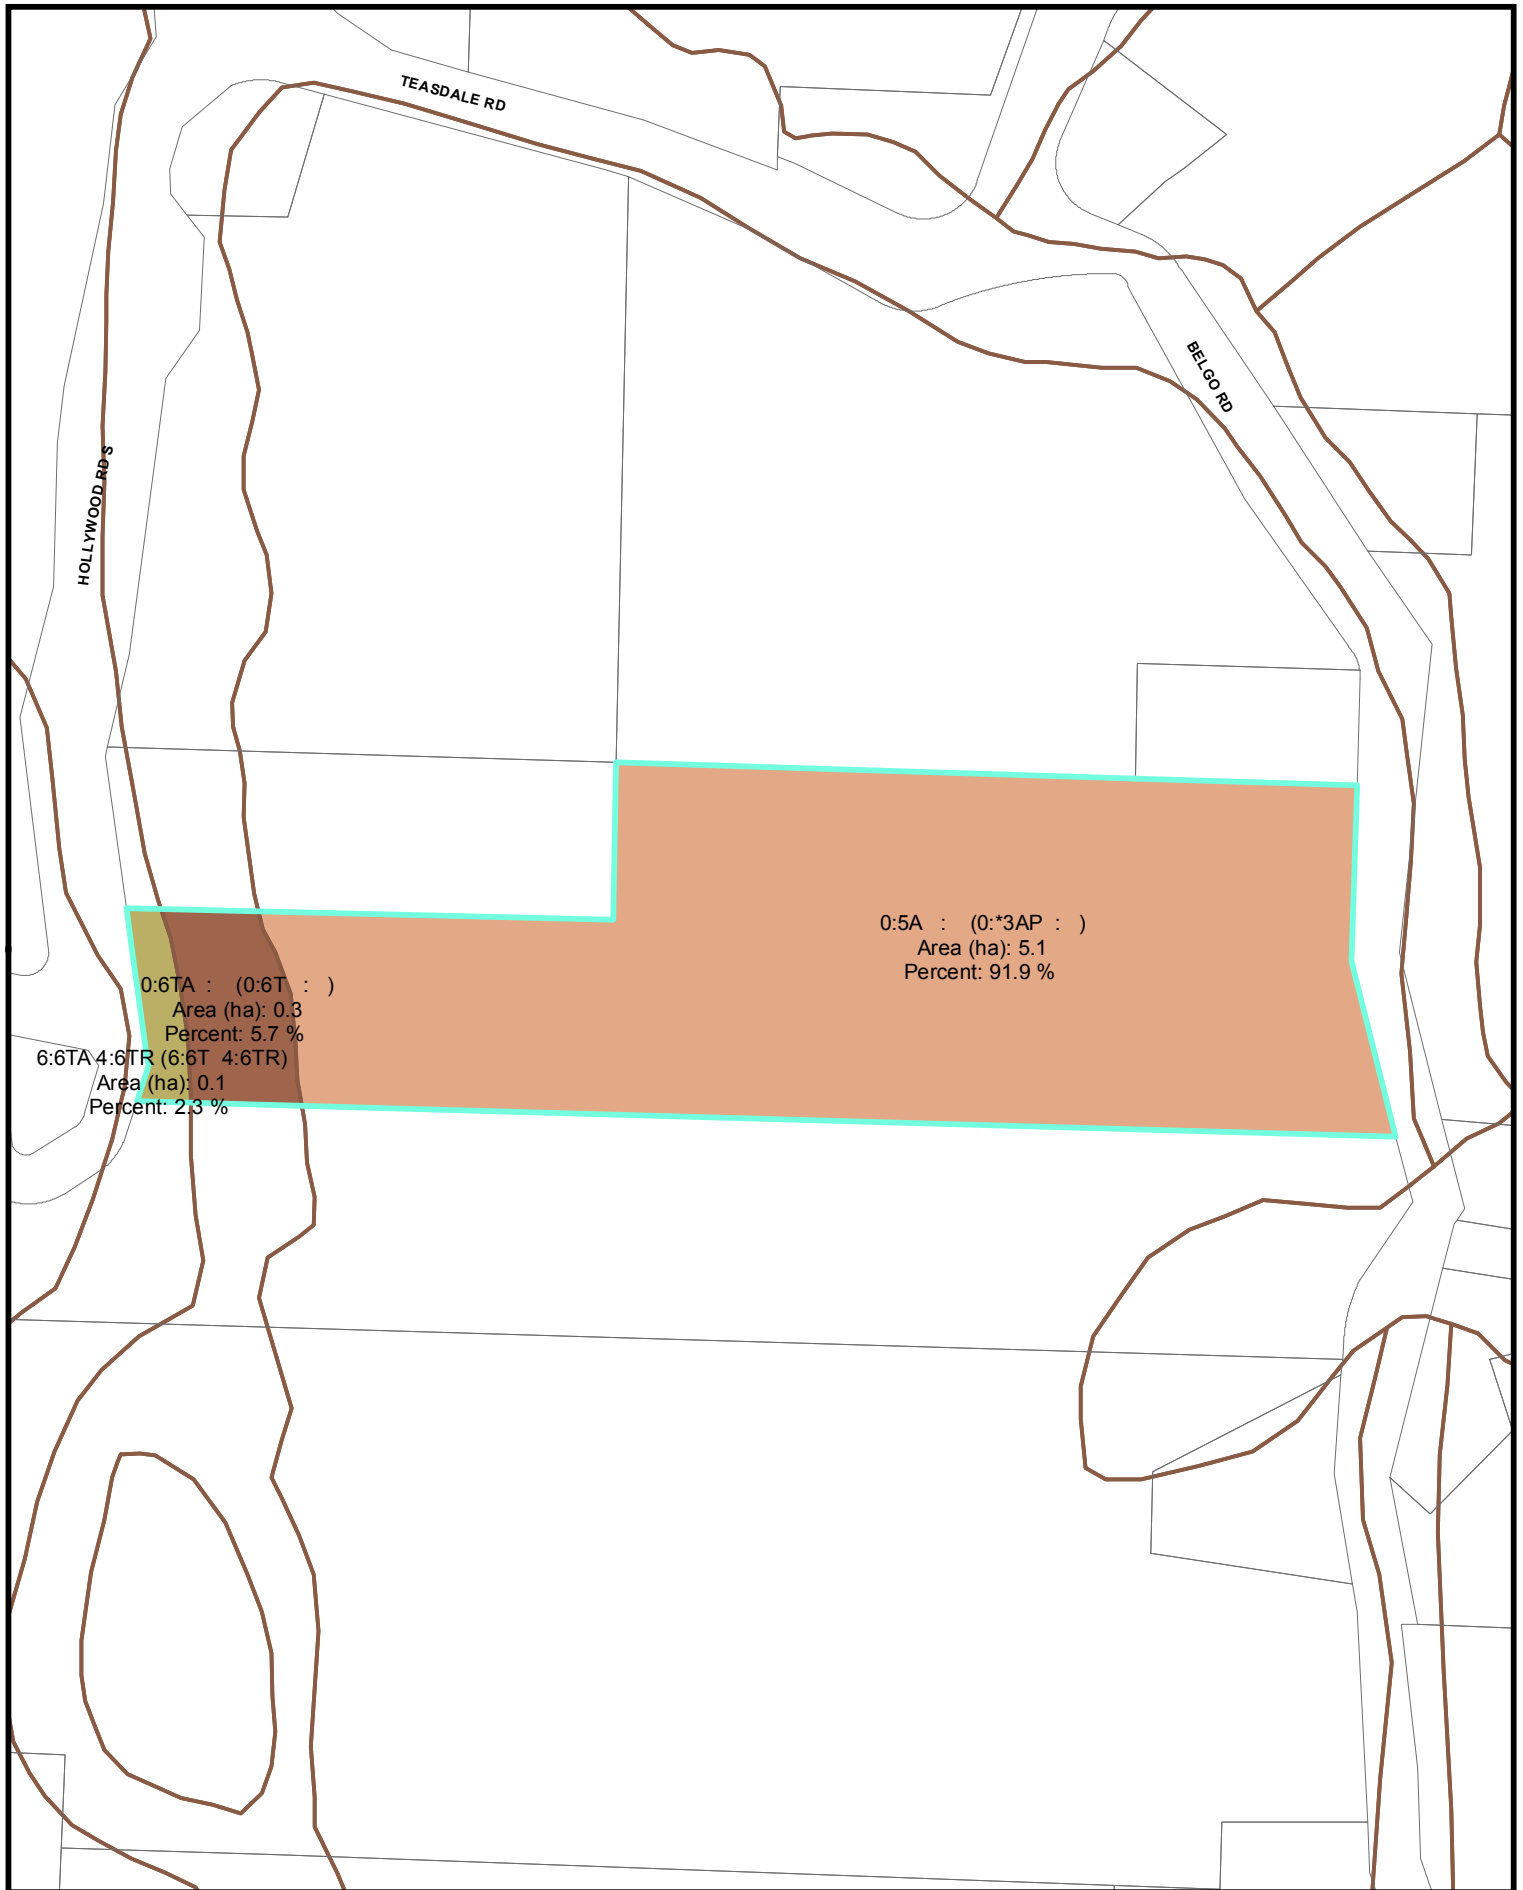 TEASDALE RD
BELGO RD
HOLLYWOOD RD S
0:5A : (0:*3AP : )
Area (ha): 5.1
Percent: 91.9 %
0:6TA : (0:6T : )
Area (ha): 0.3
Percent: 5.7 %
6:6TA 4:6TR (6:6T 4:6TR)
Area (ha): 0.1
Percent: 2.3 %